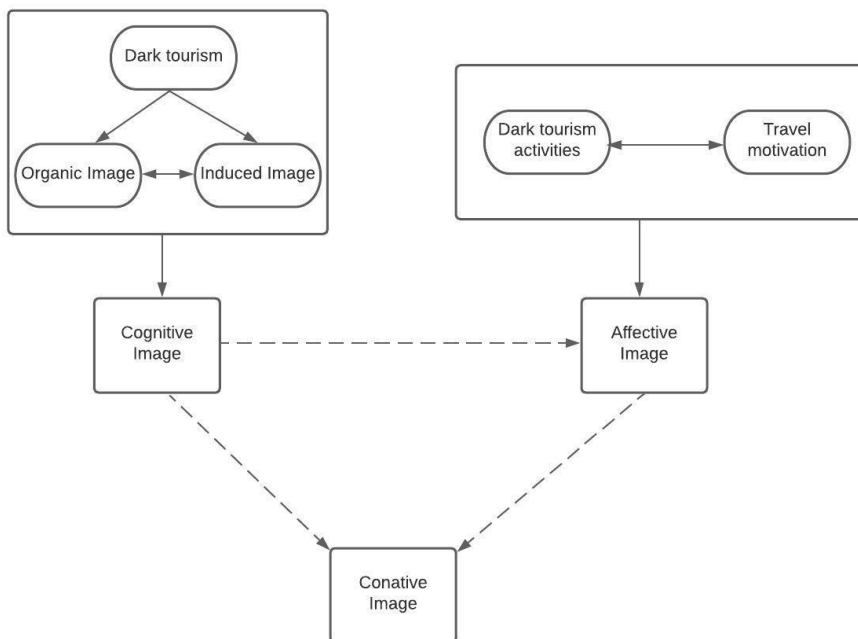 Dark tourism
Organic Image
Induced Image
Dark tourism
activities
Travel
motivation
Cognitive
Image
Affective
Image
Conative
Image